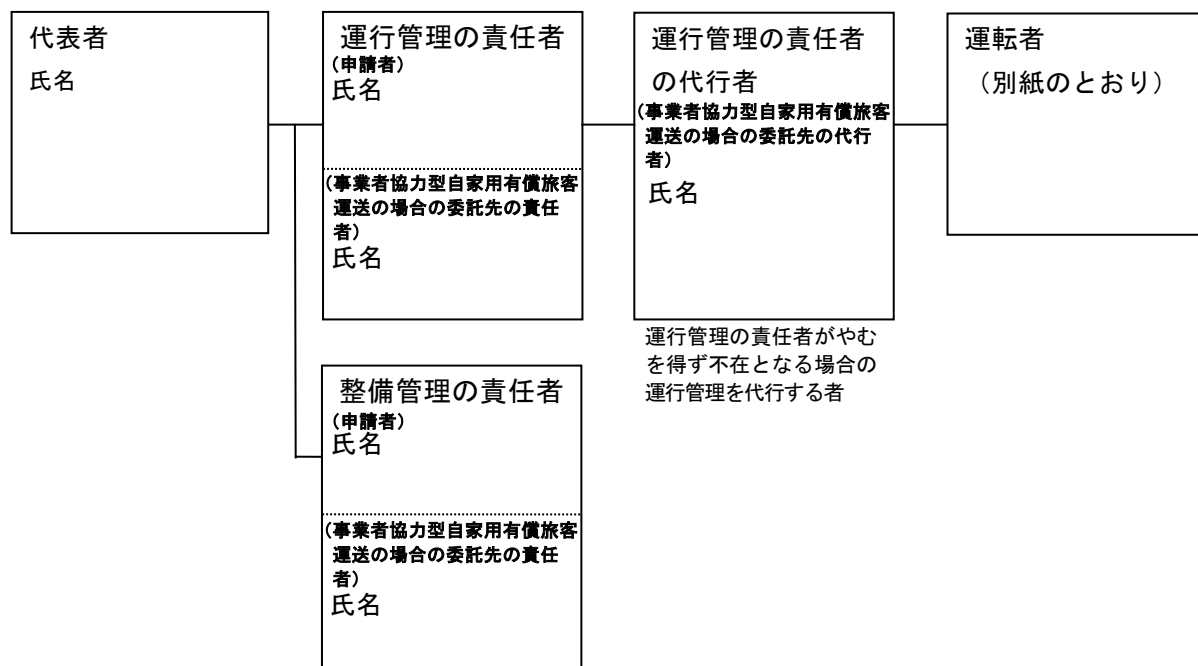 代表者
氏名
運行管理の責任者
(申請者)
氏名
(事業者協力型自家用有償旅客
運送の場合の委託先の責任
者)
氏名
運行管理の責任者
の代行者
(事業者協力型自家用有償旅客
運送の場合の委託先の代行
者)
氏名
運転者
(別紙のとおり)
運行管理の責任者がやむ
を得ず不在となる場合の
運行管理を代行する者
整備管理の責任者
(申請者)
氏名
(事業者協力型自家用有償旅客
運送の場合の委託先の責任
者)
氏名